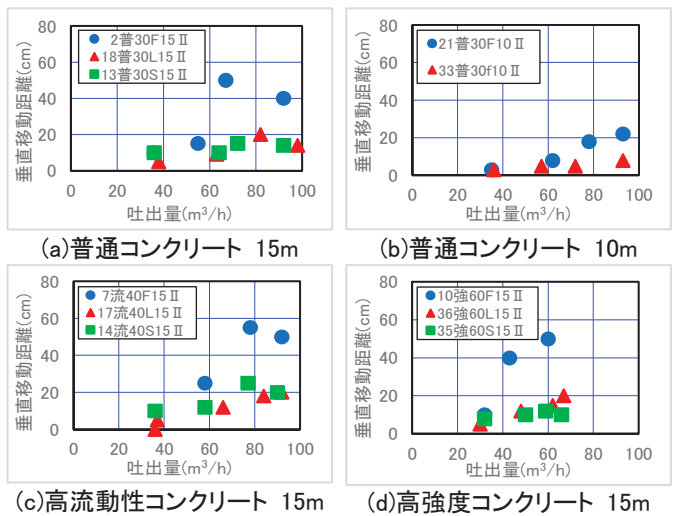 垂直移動距離(cm)
80
60
40
20
0
2普30F15Ⅱ
18普30L15Ⅱ
13普30S15Ⅱ
0 20 40 60 80 100
吐出量(m³/h)
(a)普通コンクリート 15m
垂直移動距離(cm)
80
60
40
20
0
21普30F10Ⅱ
33普30f10Ⅱ
0 20 40 60 80 100
吐出量(m³/h)
(b)普通コンクリート 10m
垂直移動距離(cm)
80
60
40
20
0
7流40F15Ⅱ
17流40L15Ⅱ
14流40S15Ⅱ
0 20 40 60 80 100
吐出量(m³/h)
(c)高流動性コンクリート 15m
垂直移動距離(cm)
80
60
40
20
0
10強60F15Ⅱ
36強60L15Ⅱ
35強60S15Ⅱ
0 20 40 60 80 100
吐出量(m³/h)
(d)高強度コンクリート 15m